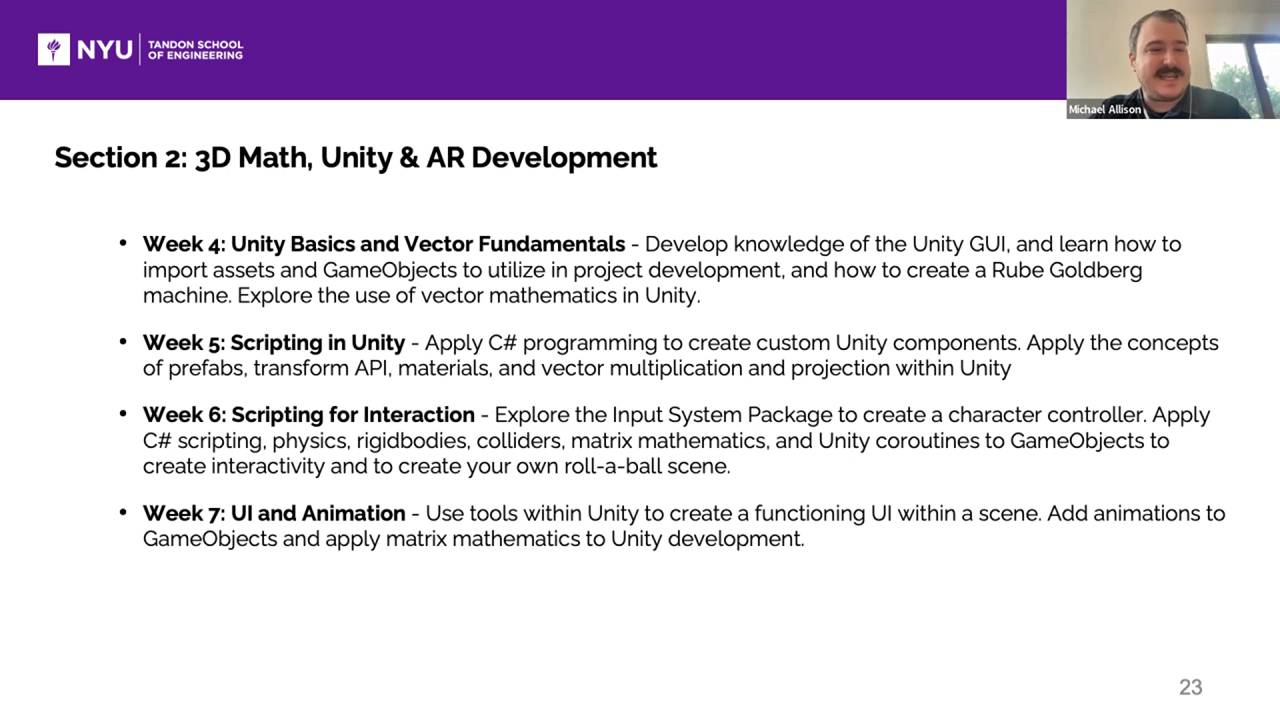 NYU
TANDON SCHOOL
OF ENGINEERING
Michael Allison
Section 2: 3D Math, Unity & AR Development
• Week 4: Unity Basics and Vector Fundamentals - Develop knowledge of the Unity GUI, and learn how to
import assets and GameObjects to utilize in project development, and how to create a Rube Goldberg
machine. Explore the use of vector mathematics in Unity.
• Week 5: Scripting in Unity - Apply C# programming to create custom Unity components. Apply the concepts
of prefabs, transform API, materials, and vector multiplication and projection within Unity
• Week 6: Scripting for Interaction - Explore the Input System Package to create a character controller. Apply
C# scripting, physics, rigidbodies, colliders, matrix mathematics, and Unity coroutines to GameObjects to
create interactivity and to create your own roll-a-ball scene.
• Week 7: UI and Animation - Use tools within Unity to create a functioning UI within a scene. Add animations to
GameObjects and apply matrix mathematics to Unity development.
23